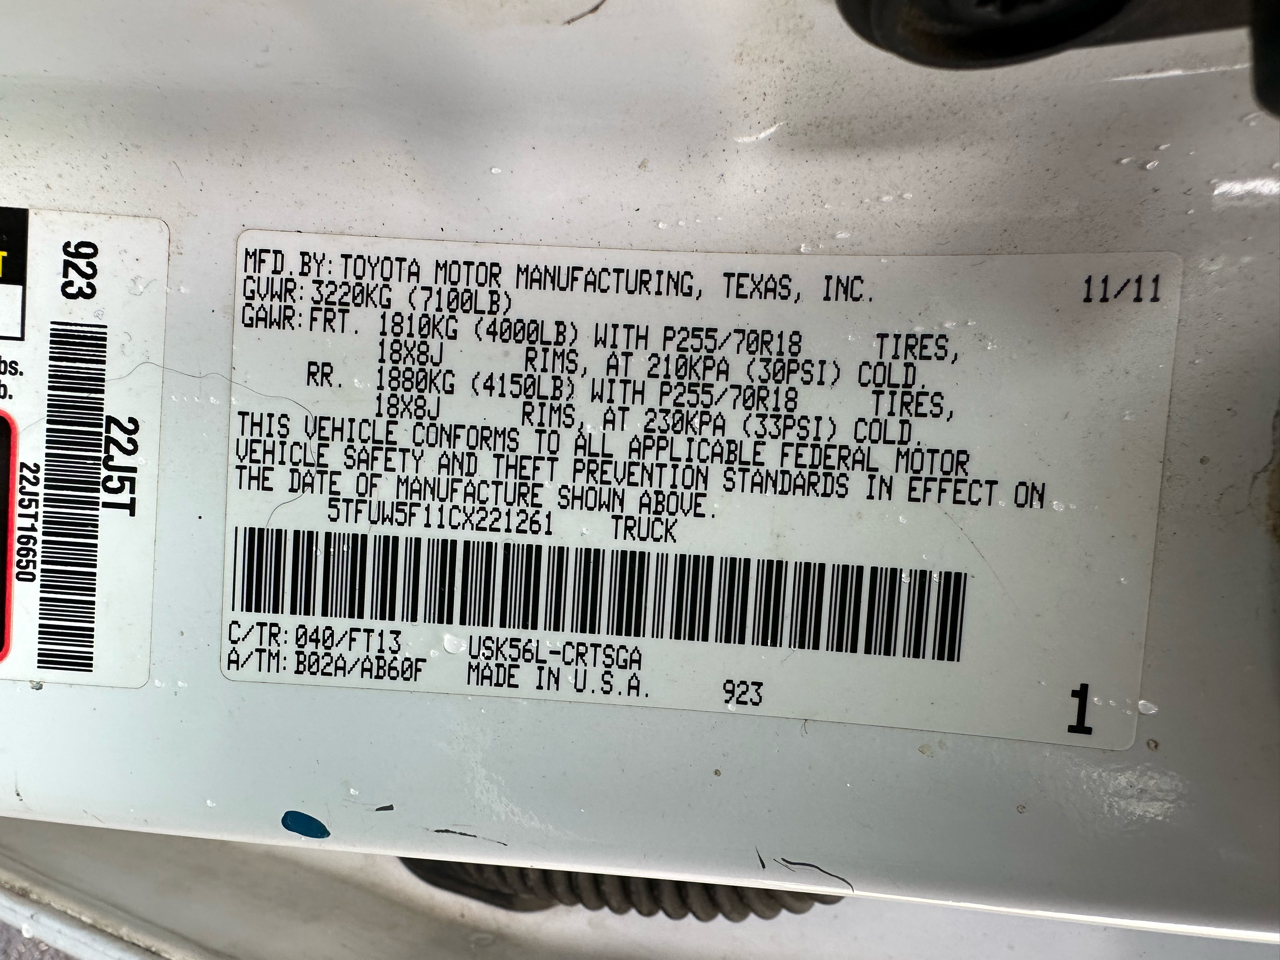 MFD.BY:TOYOTA MOTOR MANUFACTURING, TEXAS, INC. 11/11
GVWR:3220KG (7100LB)
GAWR:FRT. 1810KG (4000LB) WITH P255/70R18 TIRES,
18X8J RIMS, AT 210KPA (30PSI) COLD.
RR. 1880KG (4150LB) WITH P255/70R18 TIRES,
18X8J RIMS, AT 230KPA (33PSI) COLD.
THIS VEHICLE CONFORMS TO ALL APPLICABLE FEDERAL MOTOR
VEHICLE SAFETY AND THEFT PREVENTION STANDARDS IN EFFECT ON
THE DATE OF MANUFACTURE SHOWN ABOVE.
5TFUW5F11CX221261 TRUCK
C/TR:040/FT13 USK56L-CRTSGA
A/TM:B02A/AB60F MADE IN U.S.A. 923
1
923
22J5T
22J5T16650
bs.
b.